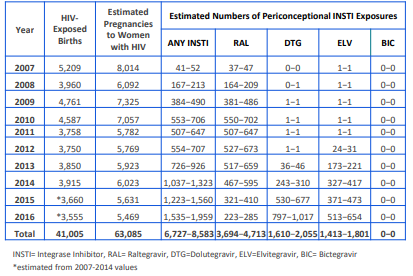 Year HIV-Exposed Births Estimated Pregnancies to Women with HIV Estimated Numbers of Periconceptional INSTI Exposures
ANY INSTI RAL DTG ELV BIC
2007 5,209 8,014 41–52 37–47 0–0 1–1 0–0
2008 3,960 6,092 167–213 164–209 0–1 1–1 0–0
2009 4,761 7,325 384–490 381–486 1–1 1–1 0–0
2010 4,587 7,057 553–706 550–702 1–1 1–1 0–0
2011 3,758 5,782 507–647 507–647 1–1 1–1 0–0
2012 3,750 5,769 554–707 527–673 1–1 24–31 0–0
2013 3,850 5,923 726–926 517–659 36–46 173–221 0–0
2014 3,915 6,023 1,037–1,323 467–595 243–310 327–417 0–0
2015 *3,660 5,631 1,223–1,560 321–410 530–677 371–473 0–0
2016 *3,555 5,469 1,535–1,959 223–285 797–1,017 513–654 0–0
Total 41,005 63,085 6,727–8,583 3,694–4,713 1,610–2,055 1,413–1,801 0–0
INSTI= Integrase Inhibitor, RAL= Raltegravir, DTG=Dolutegravir, ELV=Elvitegravir, BIC= Bictegravir
*estimated from 2007-2014 values